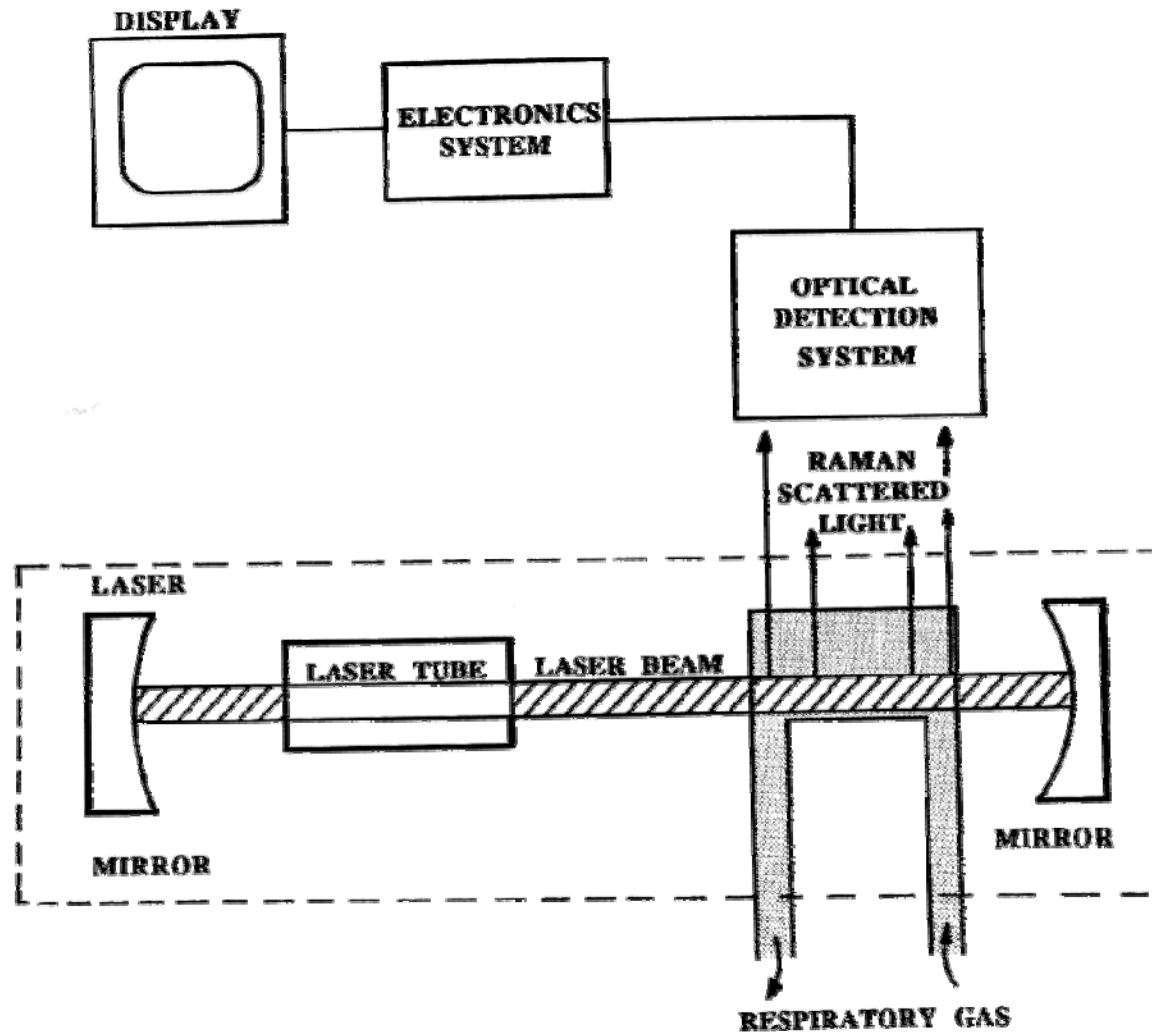 DISPLAY
ELECTRONICS
SYSTEM
OPTICAL
DETECTION
SYSTEM
RAMAN
SCATTERED
LIGHT
LASER
LASER TUBE
LASER BEAM
MIRROR
MIRROR
RESPIRATORY GAS